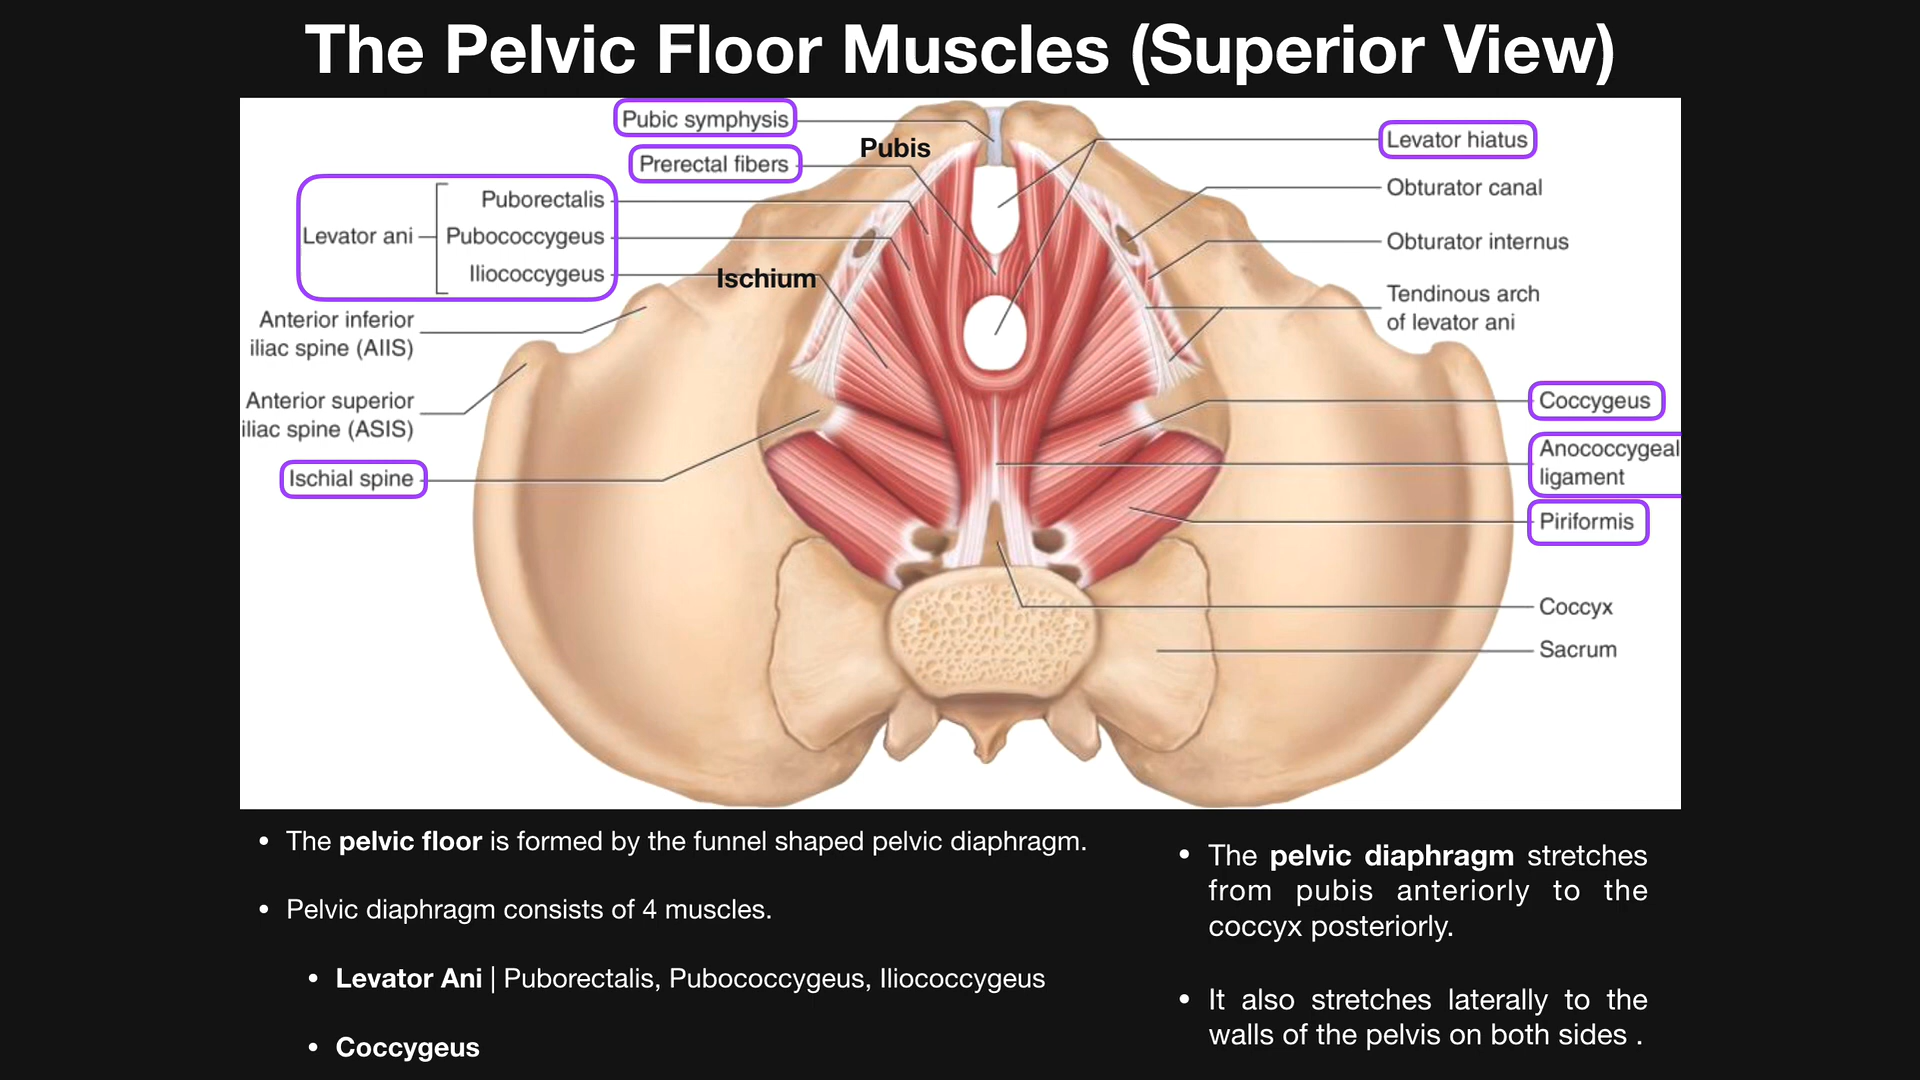 The Pelvic Floor Muscles (Superior View)
Pubic symphysis
Pubis
Prerectal fibers
Puborectalis
Levator ani
Pubococcygeus
Iliococcygeus
Ischium
Anterior inferior
iliac spine (AIIS)
Anterior superior
iliac spine (ASIS)
Ischial spine
Levator hiatus
Obturator canal
Obturator internus
Tendinous arch
of levator ani
Coccygeus
Anococcygeal
ligament
Piriformis
Coccyx
Sacrum
• The pelvic floor is formed by the funnel shaped pelvic diaphragm.
• Pelvic diaphragm consists of 4 muscles.
• Levator Ani | Puborectalis, Pubococcygeus, Iliococcygeus
• Coccygeus
• The pelvic diaphragm stretches
from pubis anteriorly to the
coccyx posteriorly.
• It also stretches laterally to the
walls of the pelvis on both sides .